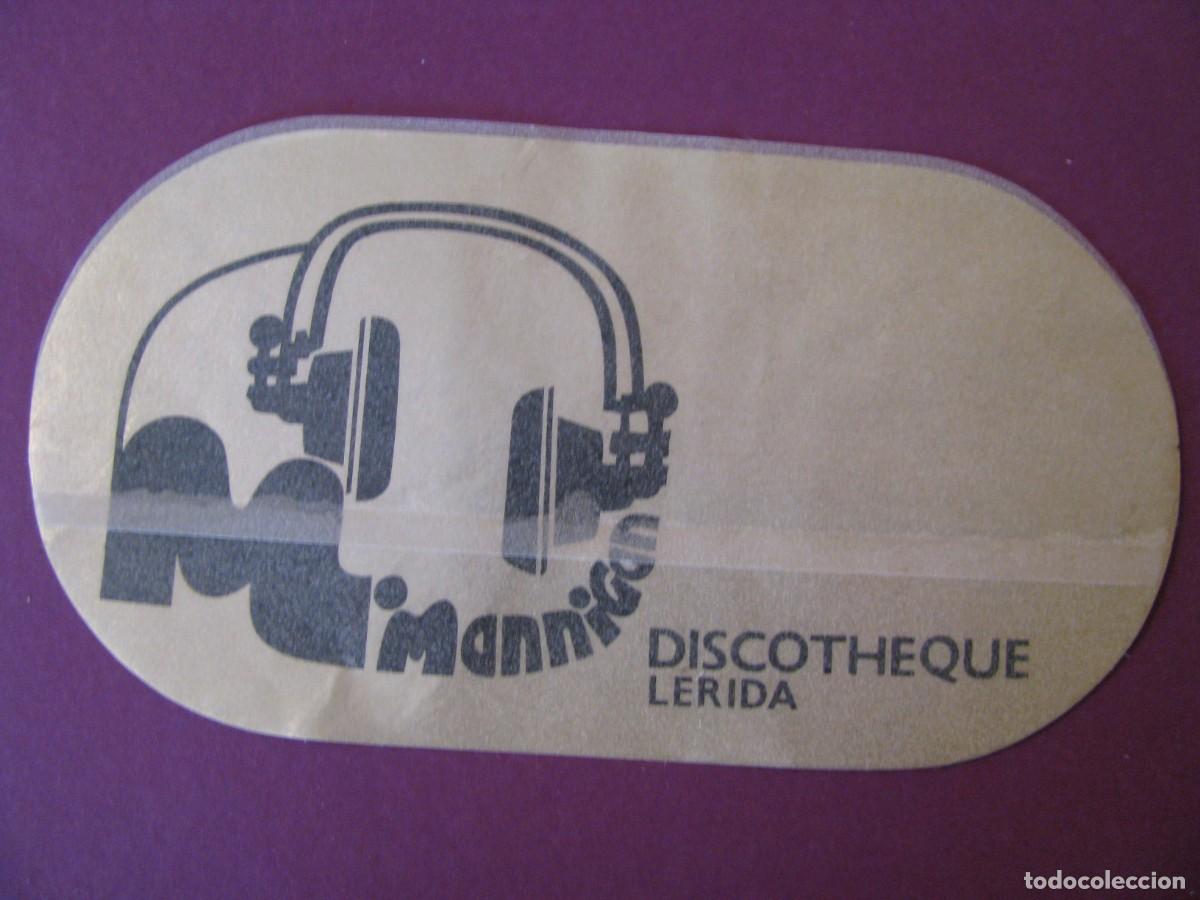 mannigan
DISCOTHEQUE
LERIDA
todocoleccion